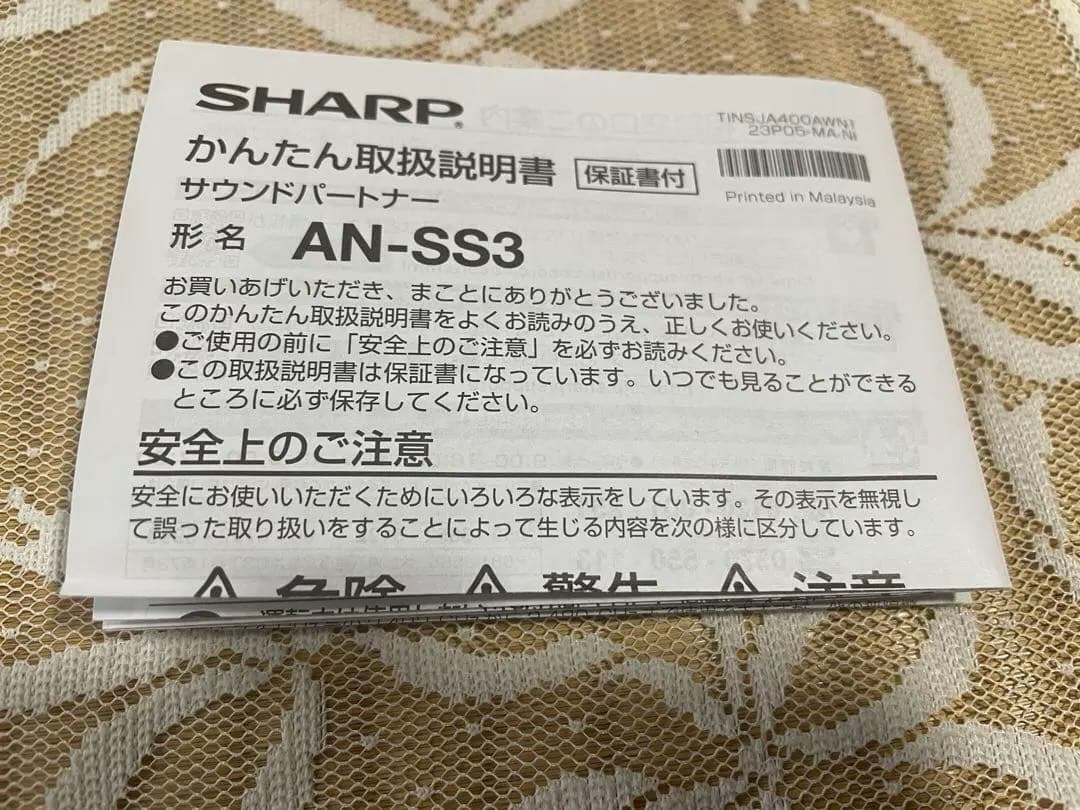 SHARP®
TINSJA400AWN1
23P05-MA-NI
かんたん取扱説明書 保証書付
Printed in Malaysia
サウンドパートナー
形名 AN-SS3
お買いあげいただき、まことにありがとうございました。
このかんたん取扱説明書をよくお読みのうえ、正しくお使いください。
●ご使用の前に「安全上のご注意」を必ずお読みください。
●この取扱説明書は保証書になっています。いつでも見ることができる
ところに必ず保存してください。
安全上のご注意
安全にお使いいただくためにいろいろな表示をしています。その表示を無視し
て誤った取り扱いをすることによって生じる内容を次の様に区分しています。
⚠危険 ⚠警告 ⚠注意